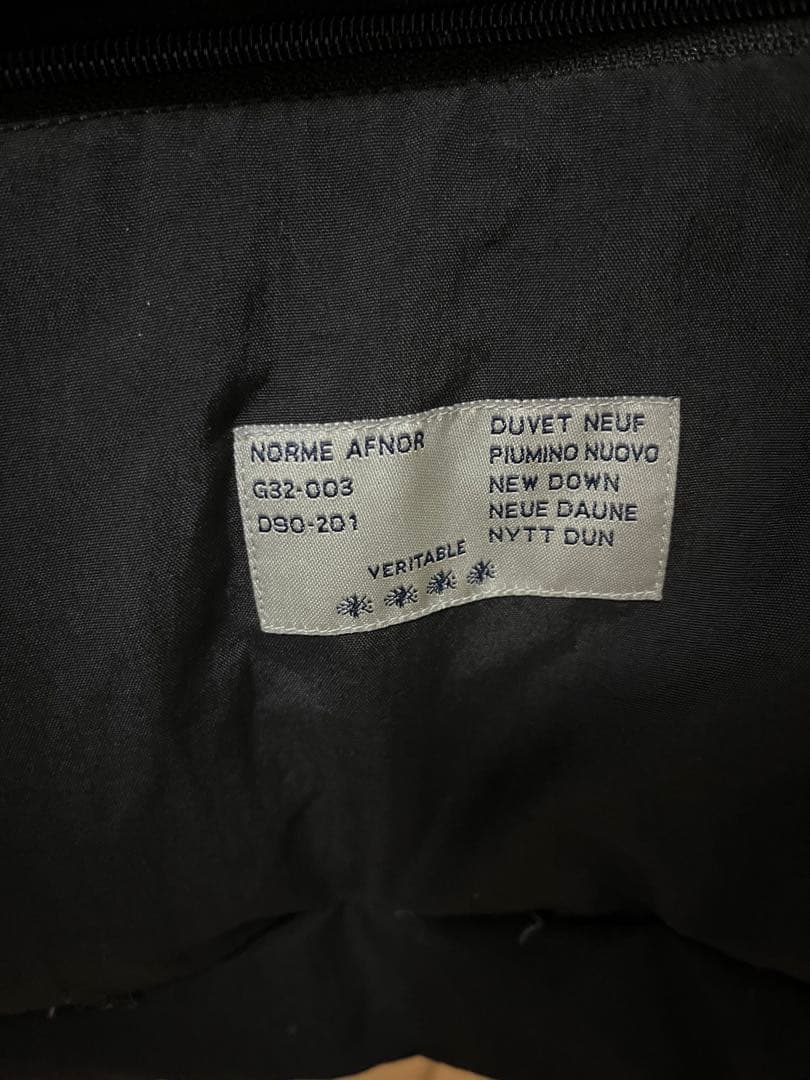 NORME AFNOR
G32-003
D90-201
DUVET NEUF
PIUMINO NUOVO
NEW DOWN
NEUE DAUNE
NYTT DUN
VERITABLE